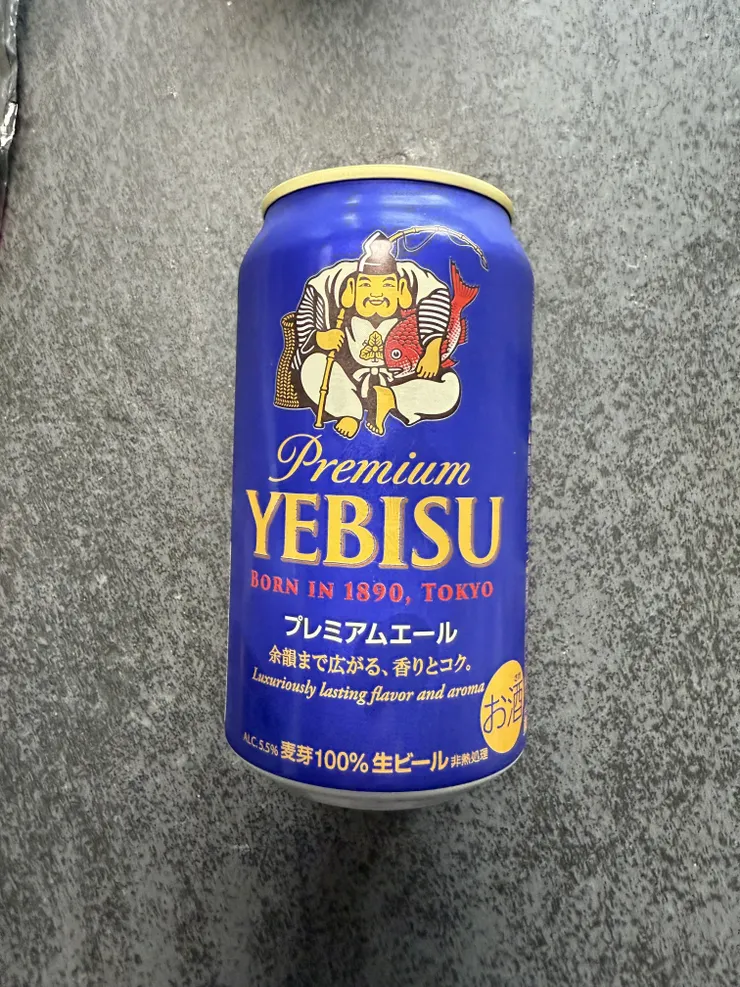 Premium
YEBISU
BORN IN 1890, TOKYO
プレミアムエール
余韻まで広がる、香りとコク。
Luxuriously lasting flavor and aroma
お酒
ALC.5.5% 麦芽100% 生ビール 非熱処理